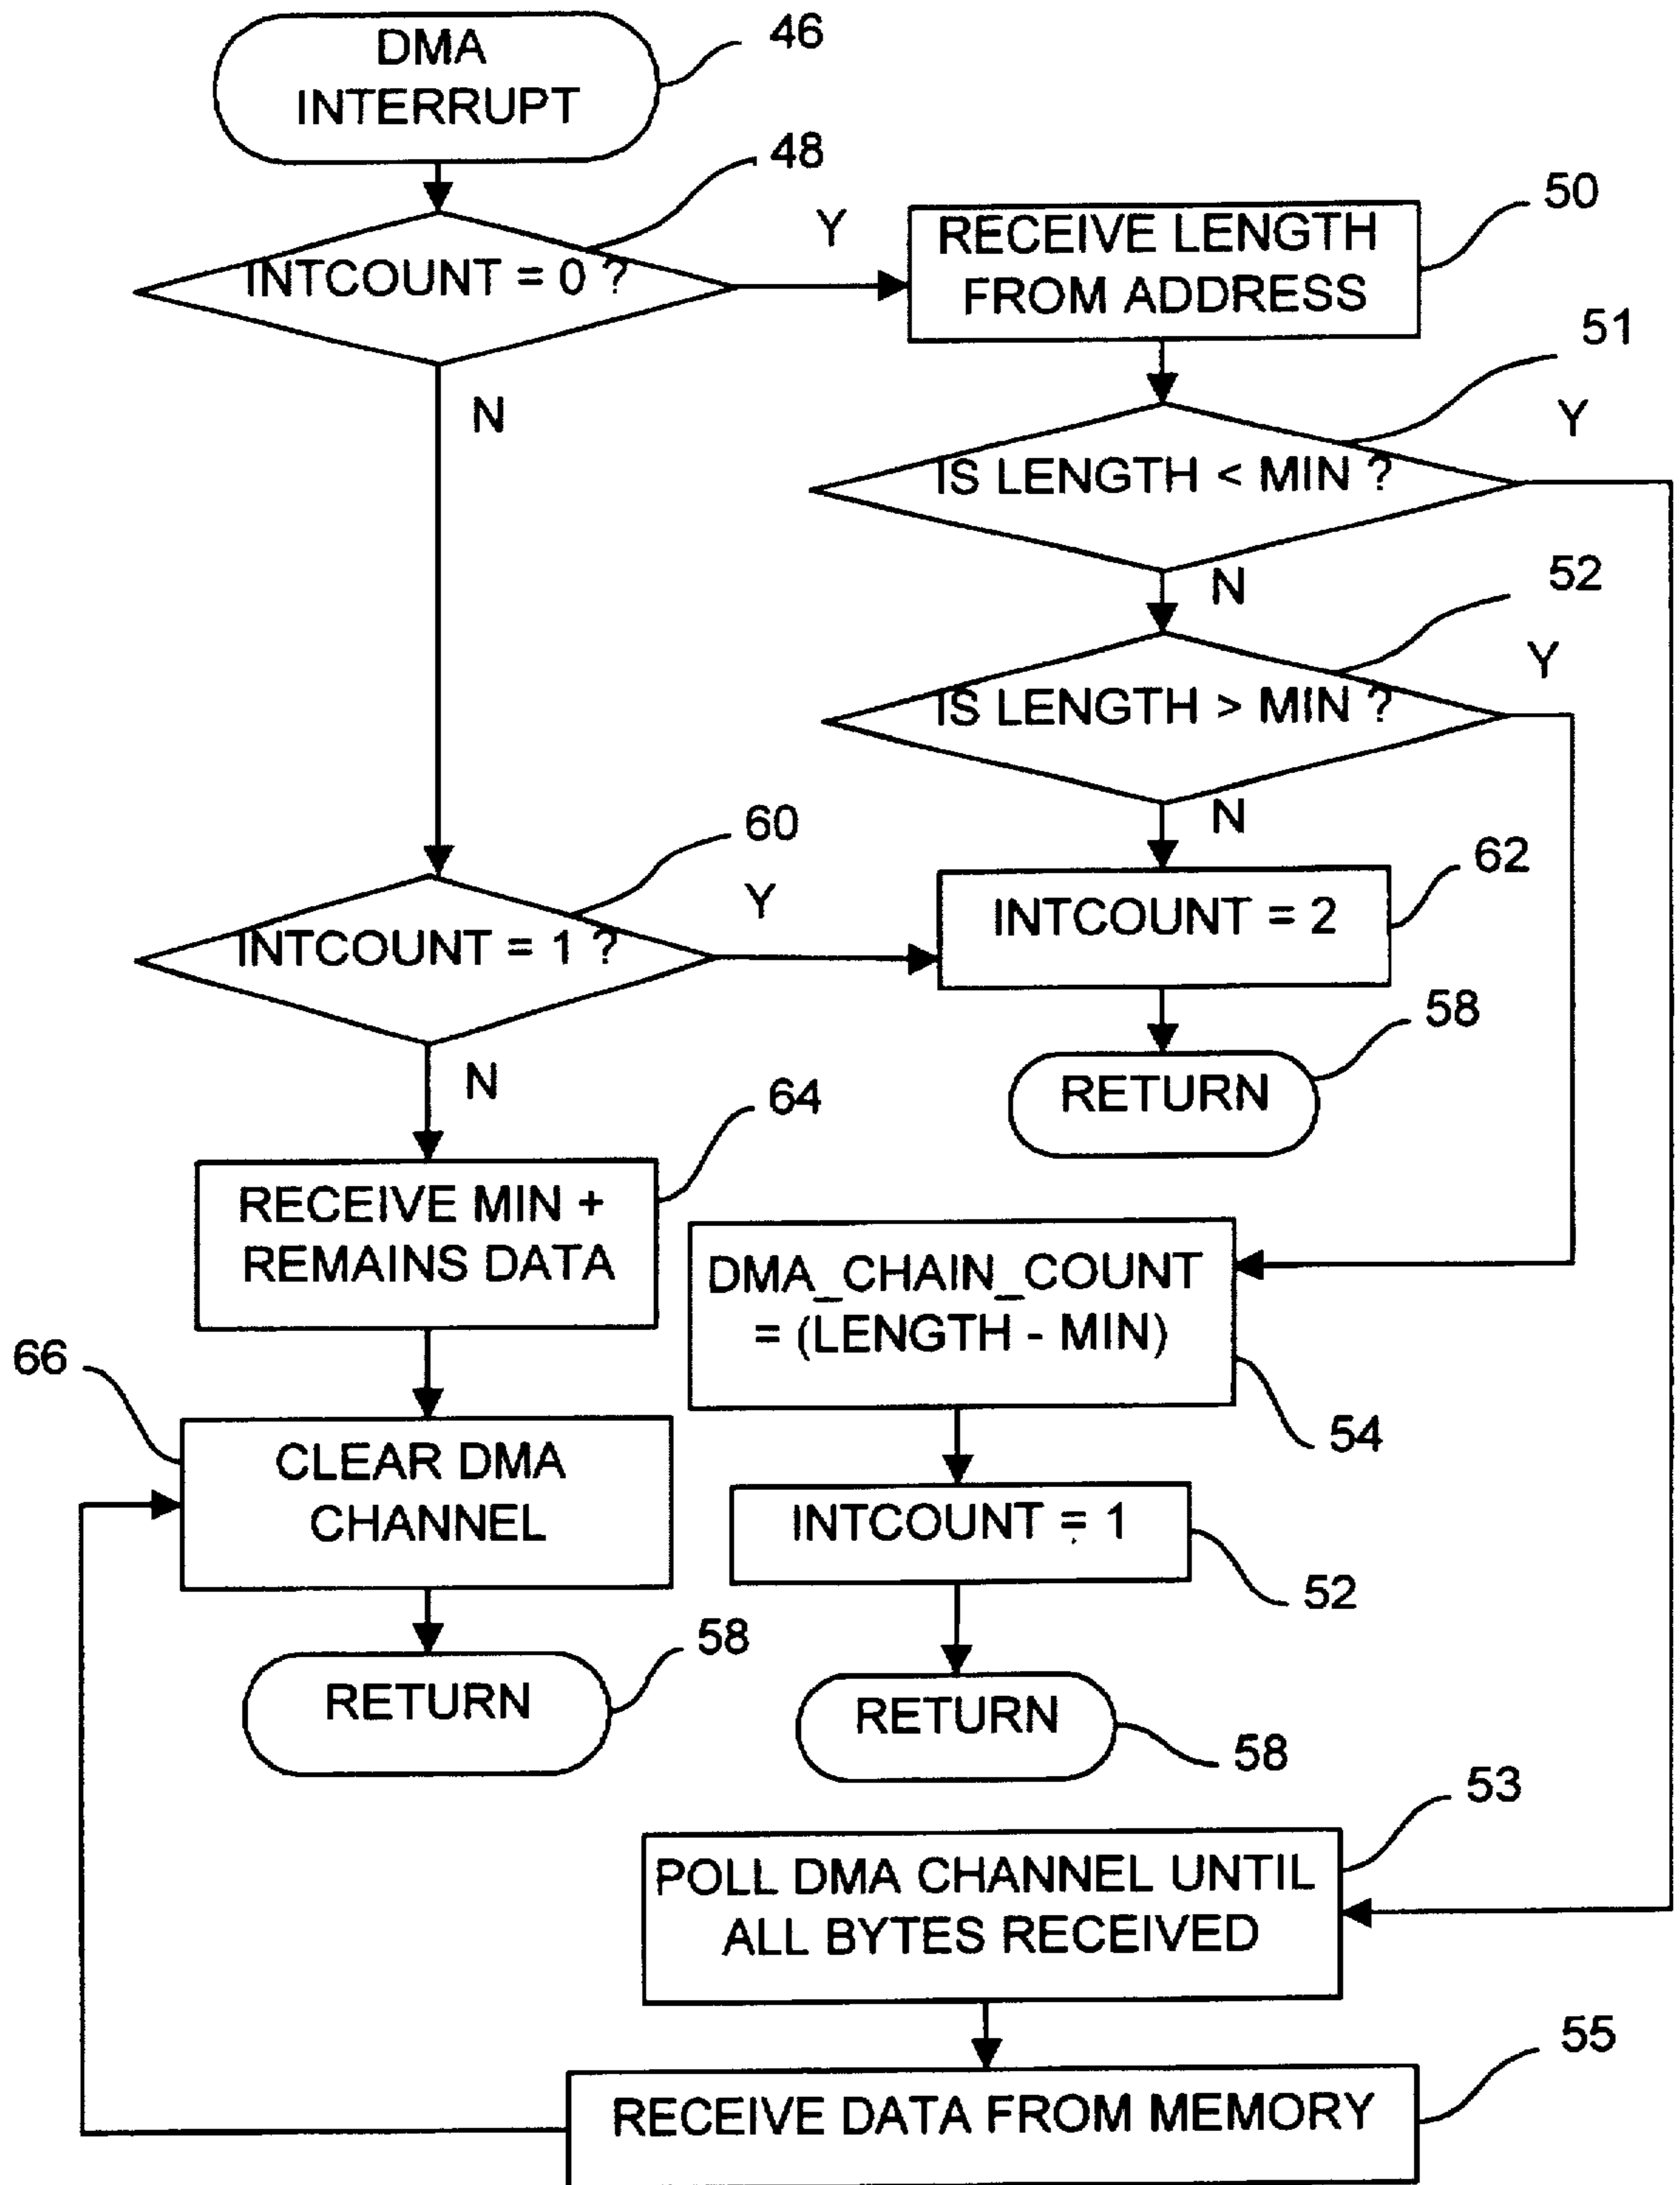 DMA
INTERRUPT
46
48
INTCOUNT = 0 ?
Y
N
RECEIVE LENGTH
FROM ADDRESS
50
51
IS LENGTH < MIN ?
Y
N
52
IS LENGTH > MIN ?
Y
N
60
INTCOUNT = 1 ?
Y
N
62
INTCOUNT = 2
58
RETURN
64
RECEIVE MIN +
REMAINS DATA
DMA_CHAIN_COUNT
= (LENGTH - MIN)
54
66
CLEAR DMA
CHANNEL
INTCOUNT = 1
52
58
RETURN
RETURN
58
53
POLL DMA CHANNEL UNTIL
ALL BYTES RECEIVED
55
RECEIVE DATA FROM MEMORY